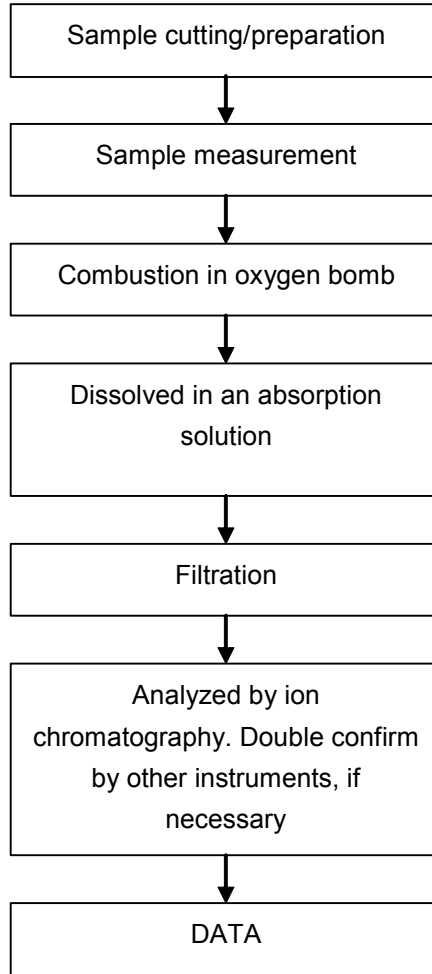 Sample cutting/preparation
Sample measurement
Combustion in oxygen bomb
Dissolved in an absorption
solution
Filtration
Analyzed by ion
chromatography. Double confirm
by other instruments, if
necessary
DATA